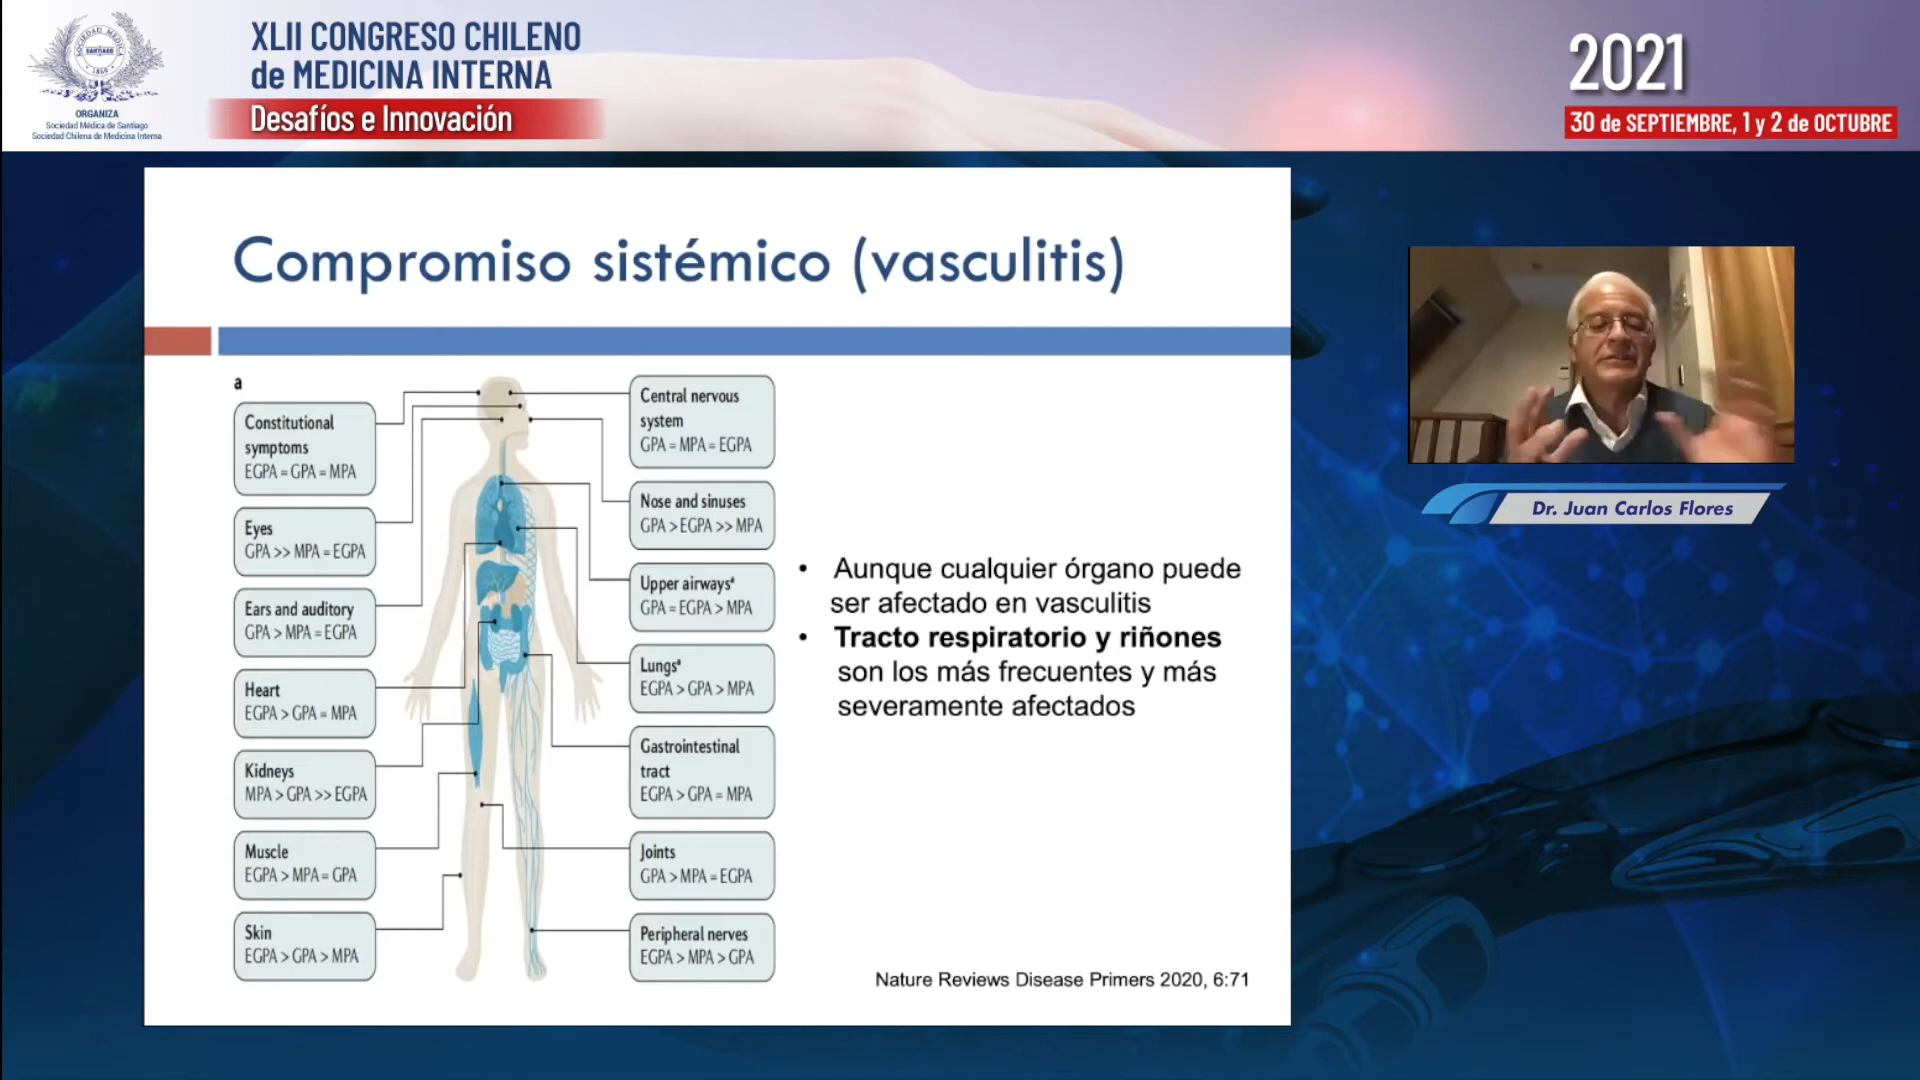 SOCIEDAD MEDICA
SANTIAGO
1869
ORGANIZA
Sociedad Médica de Santiago
Sociedad Chilena de Medicina Interna
XLII CONGRESO CHILENO
de MEDICINA INTERNA
Desafíos e Innovación
2021
30 de SEPTIEMBRE, 1 y 2 de OCTUBRE
Compromiso sistémico (vasculitis)
a
Constitutional
symptoms
EGPA = GPA = MPA
Eyes
GPA >> MPA = EGPA
Ears and auditory
GPA > MPA = EGPA
Heart
EGPA > GPA = MPA
Kidneys
MPA > GPA >> EGPA
Muscle
EGPA > MPA = GPA
Skin
EGPA > GPA > MPA
Central nervous
system
GPA = MPA = EGPA
Nose and sinuses
GPA > EGPA >> MPA
Upper airwaysª
GPA = EGPA > MPA
Lungsª
EGPA > GPA > MPA
Gastrointestinal
tract
EGPA > GPA = MPA
Joints
GPA > MPA = EGPA
Peripheral nerves
EGPA > MPA > GPA
• Aunque cualquier órgano puede
ser afectado en vasculitis
• Tracto respiratorio y riñones
son los más frecuentes y más
severamente afectados
Nature Reviews Disease Primers 2020, 6:71
Dr. Juan Carlos Flores